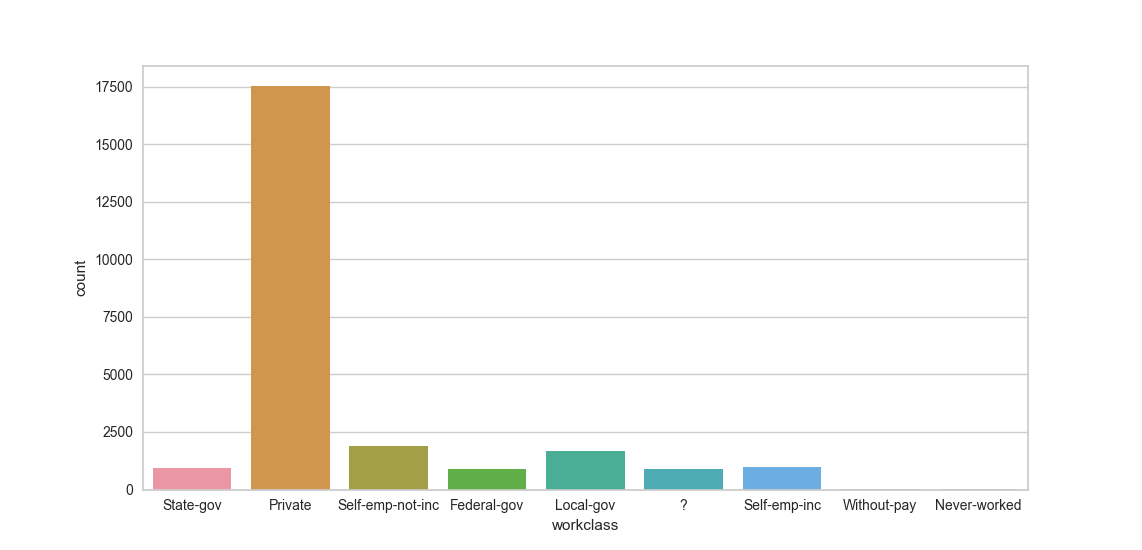 17500
15000
12500
10000
7500
5000
2500
0
count
State-gov Private Self-emp-not-inc Federal-gov Local-gov ? Self-emp-inc Without-pay Never-worked
workclass